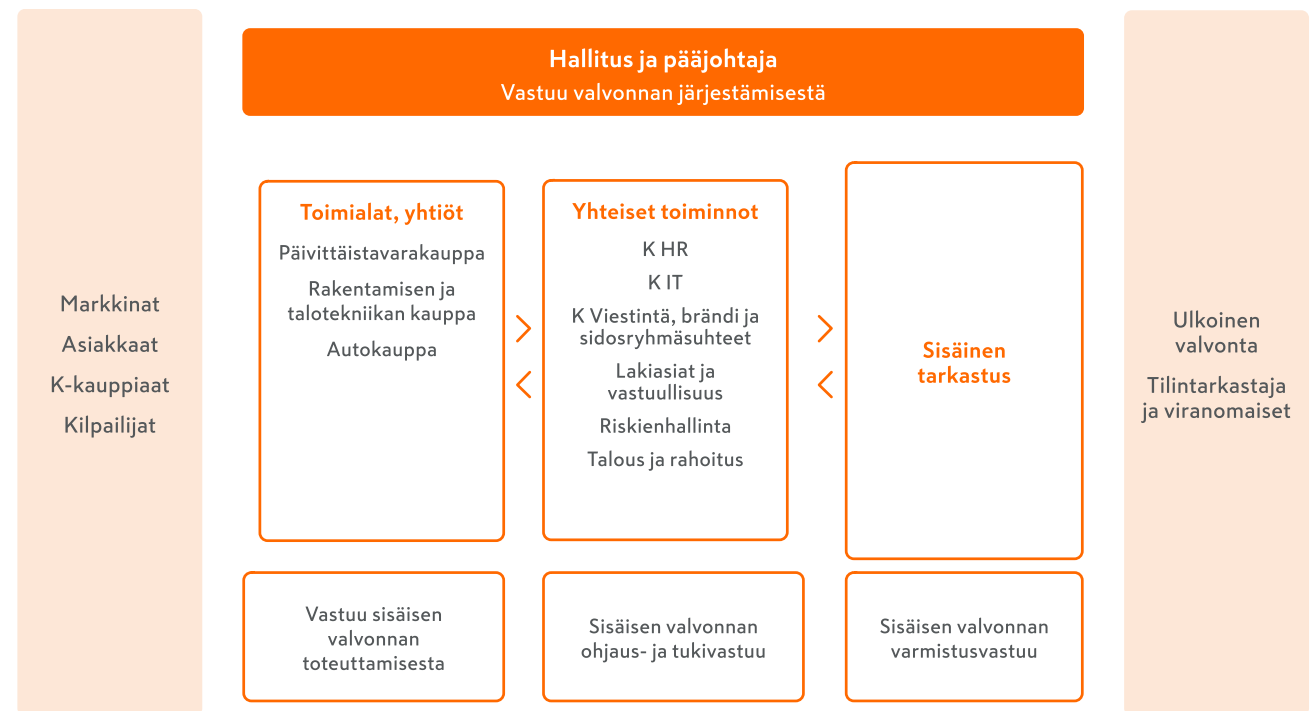 Hallitus ja pääjohtaja
Vastuu valvonnan järjestämisestä
Markkinat
Asiakkaat
K-kauppiaat
Kilpailijat
Toimialat, yhtiöt
Päivittäistavarakauppa
Rakentamisen ja
talotekniikan kauppa
Autokauppa
Yhteiset toiminnot
K HR
K IT
K Viestintä, brändi ja
sidosryhmäsuhteet
Lakiasiat ja
vastuullisuus
Riskienhallinta
Talous ja rahoitus
Sisäinen
tarkastus
Ulkoinen
valvonta
Tilintarkastaja
ja viranomaiset
Vastuu sisäisen
valvonnan
toteuttamisesta
Sisäisen valvonnan
ohjaus- ja tukivastuu
Sisäisen valvonnan
varmistusvastuu